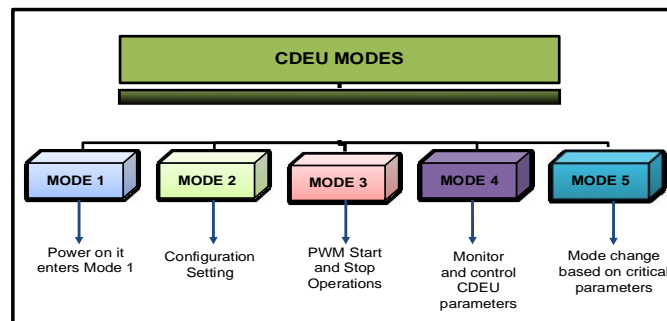 CDEU MODES
MODE 1
MODE 2
MODE 3
MODE 4
MODE 5
Power on it
enters Mode 1
Configuration
Setting
PWM Start
and Stop
Operations
Monitor
and control
CDEU
parameters
Mode change
based on critical
parameters